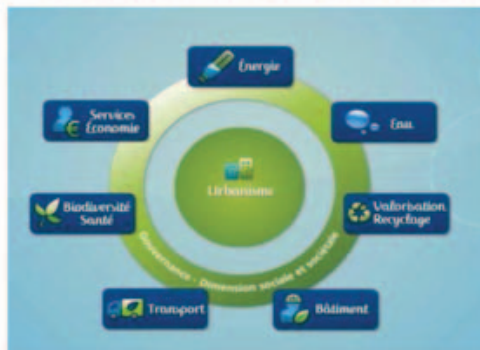 Énergie
Services
Économie
Eau
Urbanisme
Biodiversité
Santé
Valorisation
Recyclage
Gouvernance - Dimension sociale et sociétale
Transport
Bâtiment